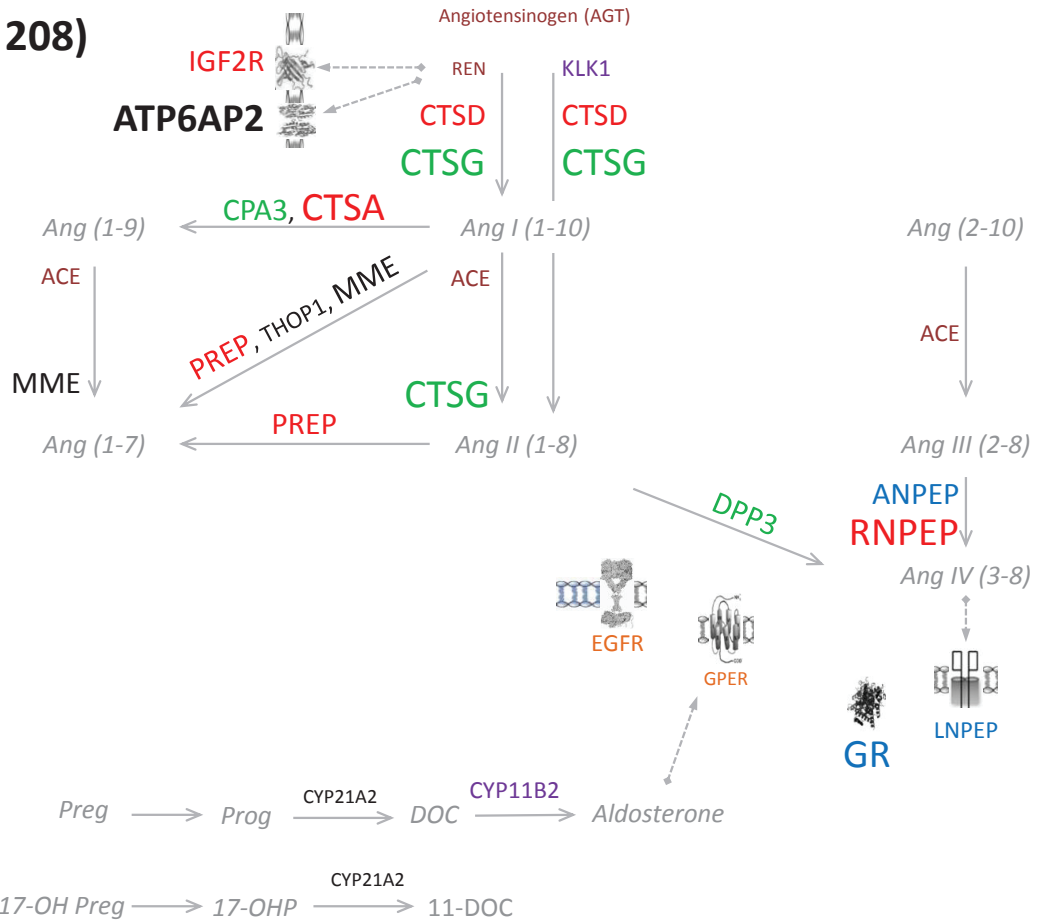 208)
Angiotensinogen (AGT)
IGF2R
REN
KLK1
ATP6AP2
CTSD
CTSD
CTSG
CTSG
CPA3, CTSA
Ang (1-9)
Ang I (1-10)
Ang (2-10)
ACE
PREP, THOP1, MME
ACE
ACE
MME
CTSG
PREP
Ang (1-7)
Ang II (1-8)
Ang III (2-8)
DPP3
ANPEP
RNPEP
Ang IV (3-8)
EGFR
GPER
LNPEP
GR
Preg
Prog
CYP21A2
DOC
CYP11B2
Aldosterone
17-OH Preg
17-OHP
CYP21A2
11-DOC